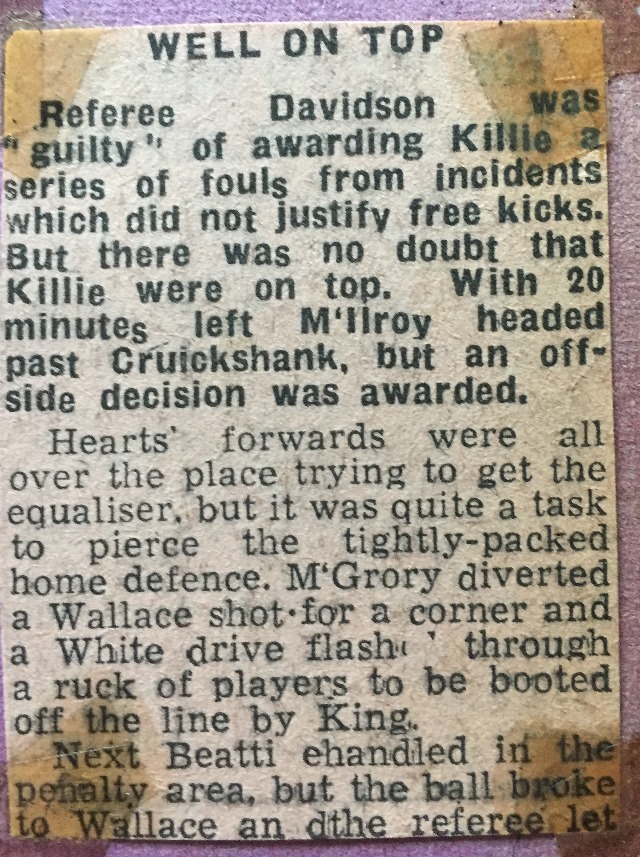 WELL ON TOP
Referee Davidson was
"guilty" of awarding Killie a
series of fouls from incidents
which did not justify free kicks.
But there was no doubt that
Killie were on top. With 20
minutes left M'Ilroy headed
past Cruickshank, but an off-
side decision was awarded.
Hearts' forwards were all
over the place trying to get the
equaliser, but it was quite a task
to pierce the tightly-packed
home defence. M'Grory diverted
a Wallace shot for a corner and
a White drive through
a ruck of players to be booted
off the line by King.
Next Beatti ehandled in the
penalty area, but the ball broke
to Wallace an dthe referee let